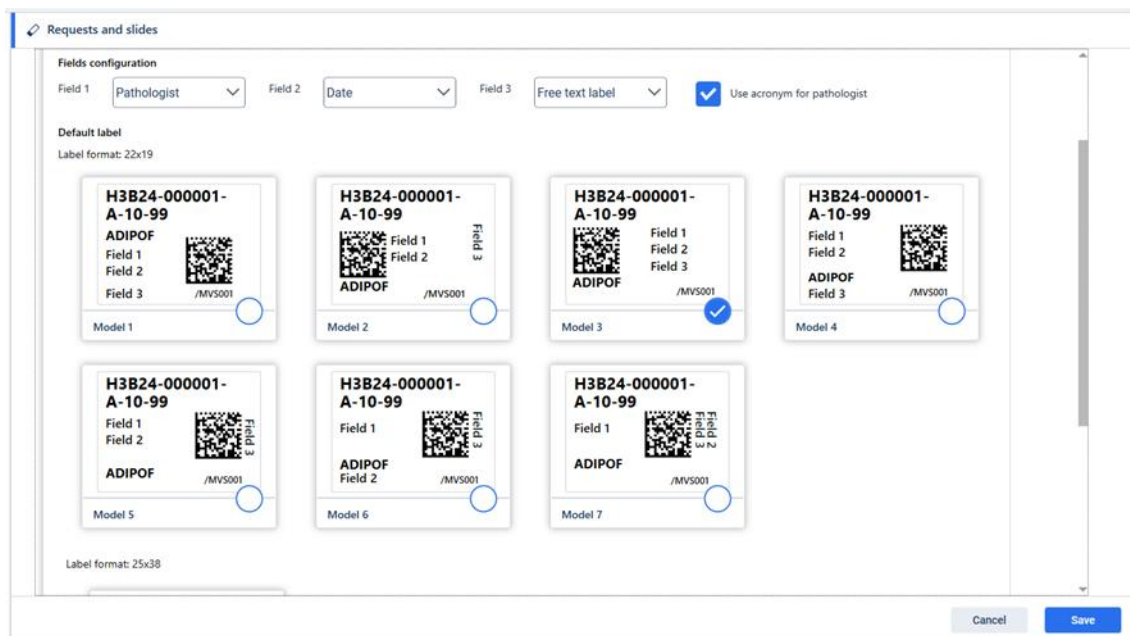 Requests and slides
Fields configuration
Field 1 Pathologist Field 2 Date Field 3 Free text label Use acronym for pathologist
Default label
Label format: 22x19
H3B24-000001-
A-10-99
ADIPOF
Field 1
Field 2
Field 3 /MVS001
Model 1
H3B24-000001-
A-10-99
Field 1
Field 2
Field 3
ADIPOF
/MVS001
Model 2
H3B24-000001-
A-10-99
Field 1
Field 2
Field 3
ADIPOF
/MVS001
Model 3
H3B24-000001-
A-10-99
Field 1
Field 2
ADIPOF
Field 3 /MVS001
Model 4
H3B24-000001-
A-10-99
Field 1
Field 2
Field 3
ADIPOF
/MVS001
Model 5
H3B24-000001-
A-10-99
Field 1
Field 3
ADIPOF
Field 2 /MVS001
Model 6
H3B24-000001-
A-10-99
Field 1
Field 2
Field 3
ADIPOF
/MVS001
Model 7
Label format: 25x38
Cancel Save